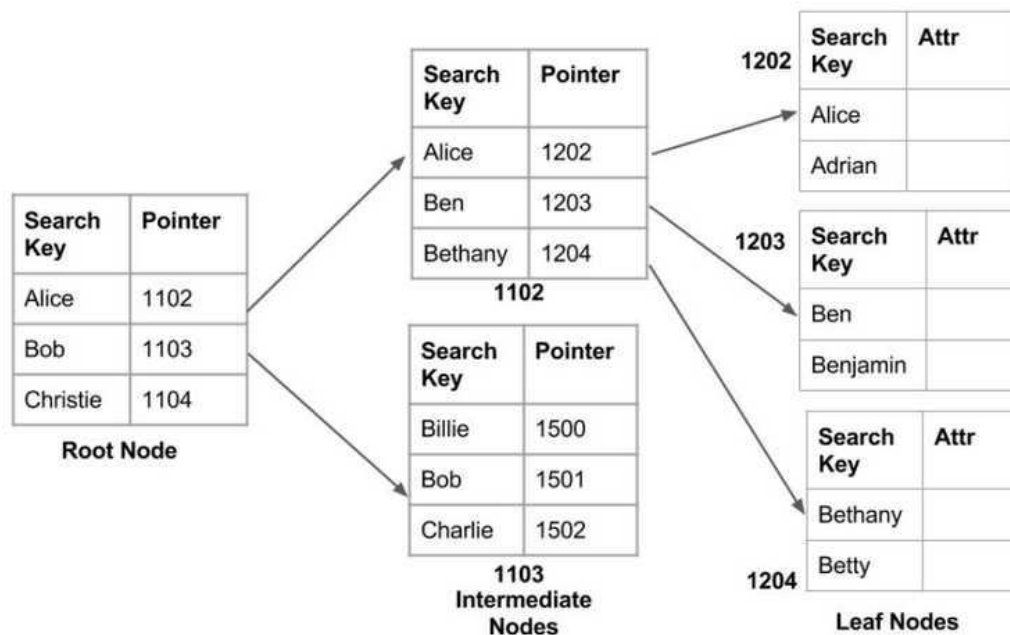 Search Key Pointer
Alice 1102
Bob 1103
Christie 1104
Root Node
Search Key Pointer
Alice 1202
Ben 1203
Bethany 1204
1102
Search Key Pointer
Billie 1500
Bob 1501
Charlie 1502
1103
Intermediate
Nodes
1202
Search Key Attr
Alice
Adrian
1203
Search Key Attr
Ben
Benjamin
1204
Search Key Attr
Bethany
Betty
Leaf Nodes